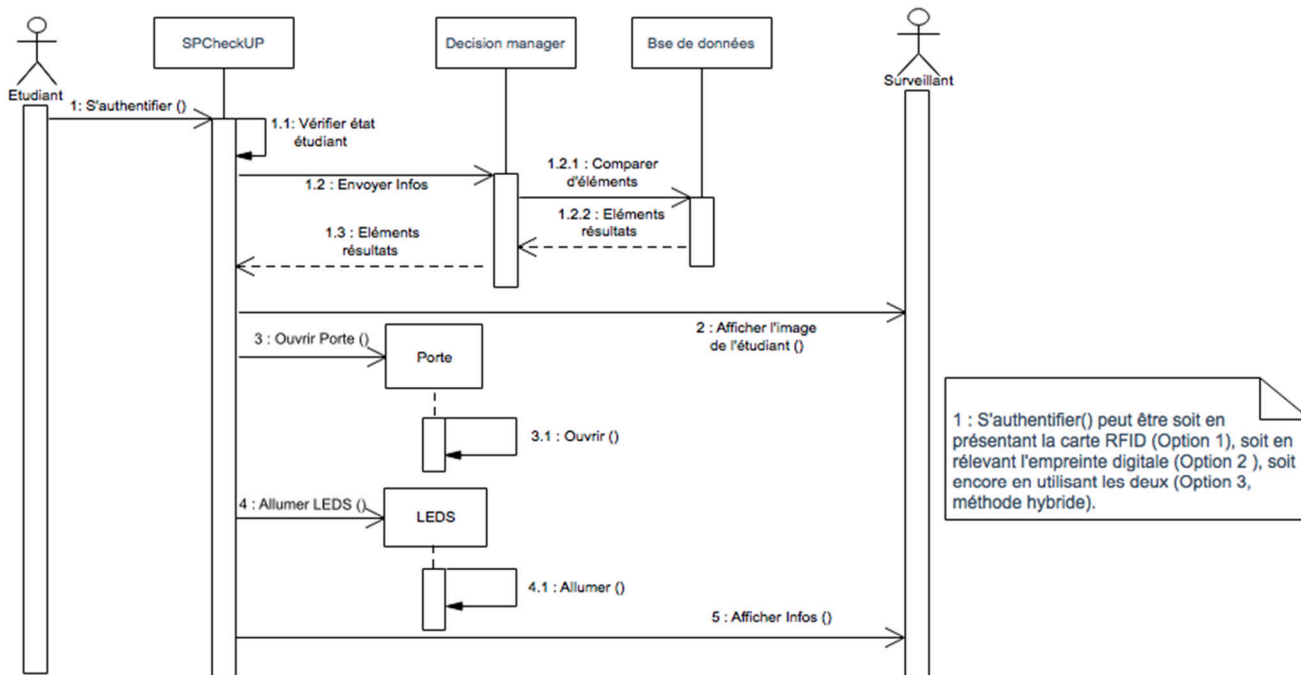 SPCheckUP
Decision manager
Bse de données
Etudiant
Surveillant
1: S'authentifier ()
1.1: Vérifier état
étudiant
1.2 : Envoyer Infos
1.2.1 : Comparer
d'éléments
1.2.2 : Eléments
résultats
1.3 : Eléments
résultats
2 : Afficher l'image
de l'étudiant ()
3 : Ouvrir Porte ()
Porte
3.1 : Ouvrir ()
4 : Allumer LEDS ()
LEDS
4.1 : Allumer ()
5 : Afficher Infos ()
1 : S'authentifier() peut être soit en
présentant la carte RFID (Option 1), soit en
rélevant l'empreinte digitale (Option 2 ), soit
encore en utilisant les deux (Option 3,
méthode hybride).